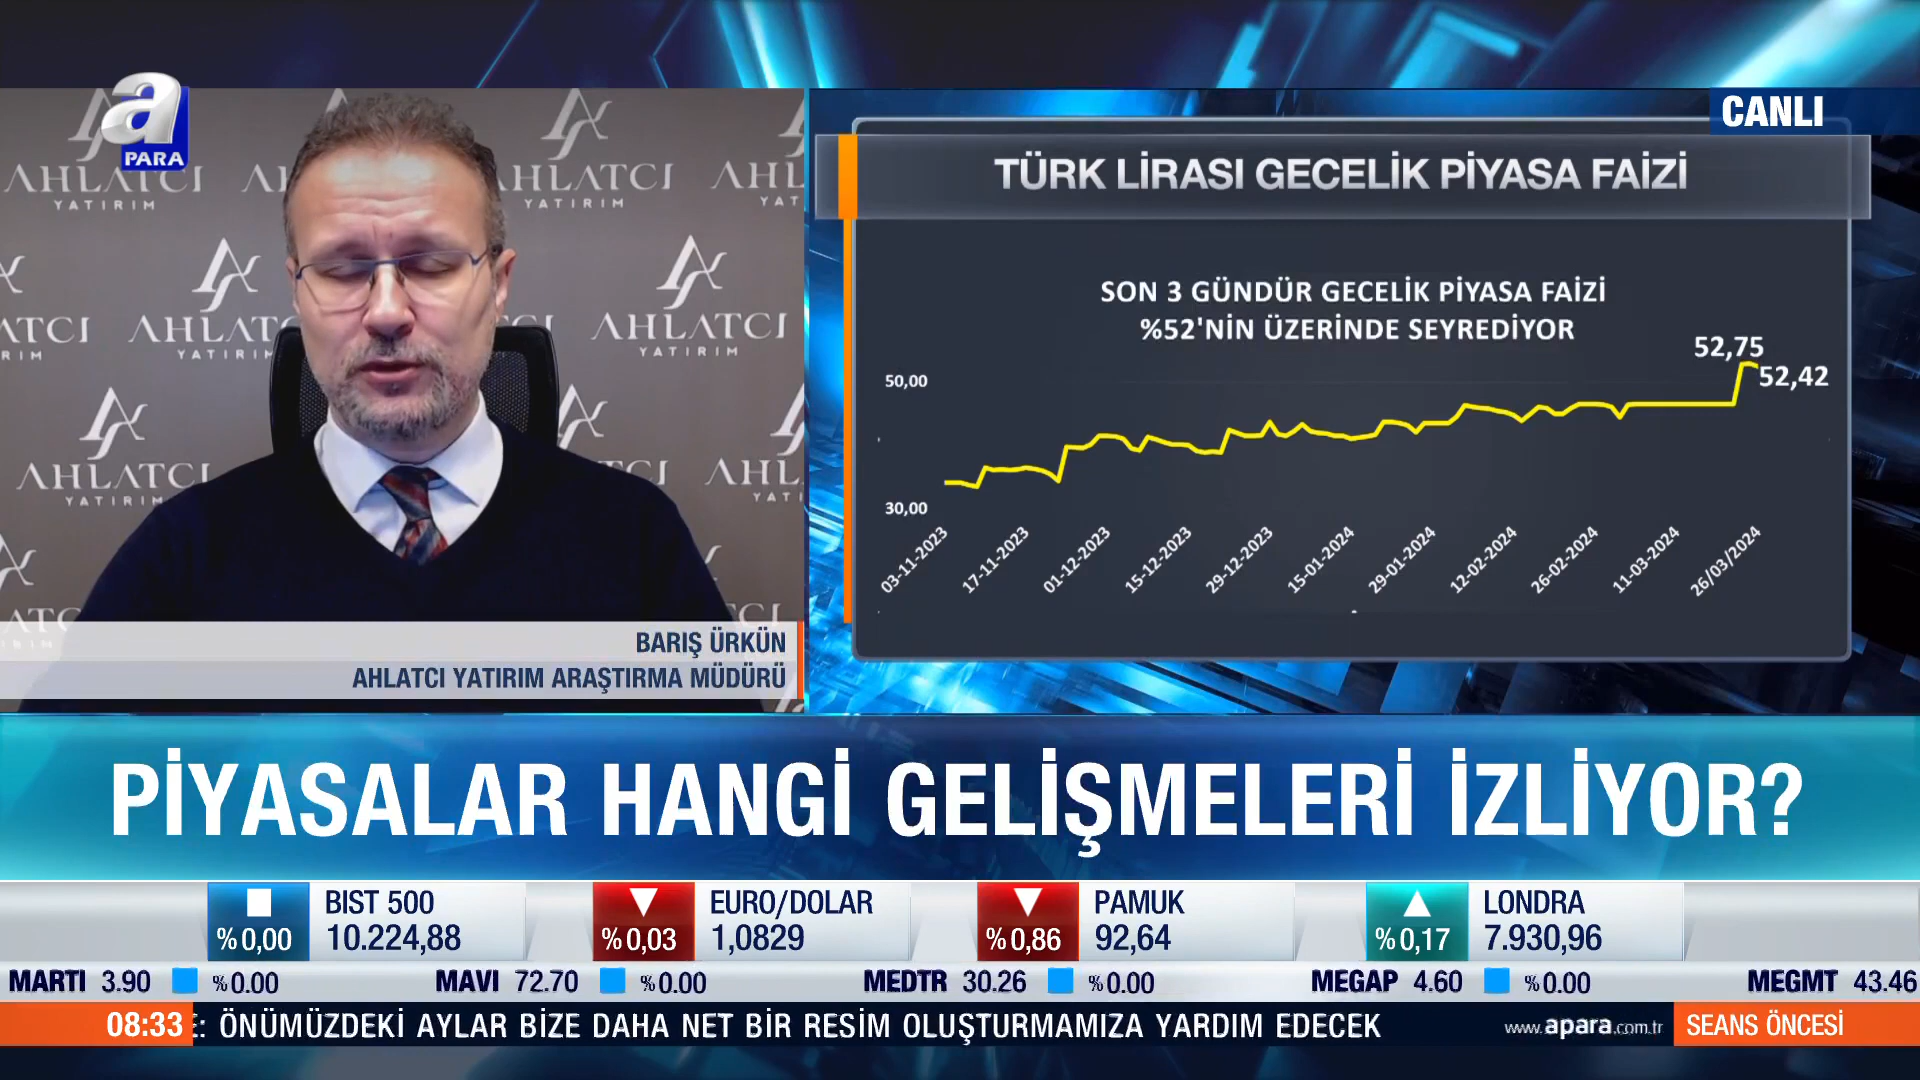 a
PARA
CANLI
TÜRK LİRASI GECELİK PİYASA FAİZİ
SON 3 GÜNDÜR GECELİK PİYASA FAİZİ
%52'NİN ÜZERİNDE SEYREDİYOR
52,75
52,42
50,00
30,00
03-11-2023
17-11-2023
01-12-2023
15-12-2023
29-12-2023
15-01-2024
29-01-2024
12-02-2024
26-02-2024
11-03-2024
26/03/2024
AHLATCI
YATIRIM
AHLATCI
YATIRIM
AHLATCI
YATIRIM
AHLATCI
YATIRIM
BARIŞ ÜRKÜN
AHLATCI YATIRIM ARAŞTIRMA MÜDÜRÜ
PİYASALAR HANGİ GELİŞMELERİ İZLİYOR?
%0,00 BIST 500 10.224,88
%0,03 EURO/DOLAR 1,0829
%0,86 PAMUK 92,64
%0,17 LONDRA 7.930,96
MARTI 3.90 %0.00 MAVI 72.70 %0.00 MEDTR 30.26 %0.00 MEGAP 4.60 %0.00 MEGMT 43.46
08:33 : ÖNÜMÜZDEKİ AYLAR BİZE DAHA NET BİR RESİM OLUŞTURMAMIZA YARDIM EDECEK www.apara.com.tr SEANS ÖNCESİ